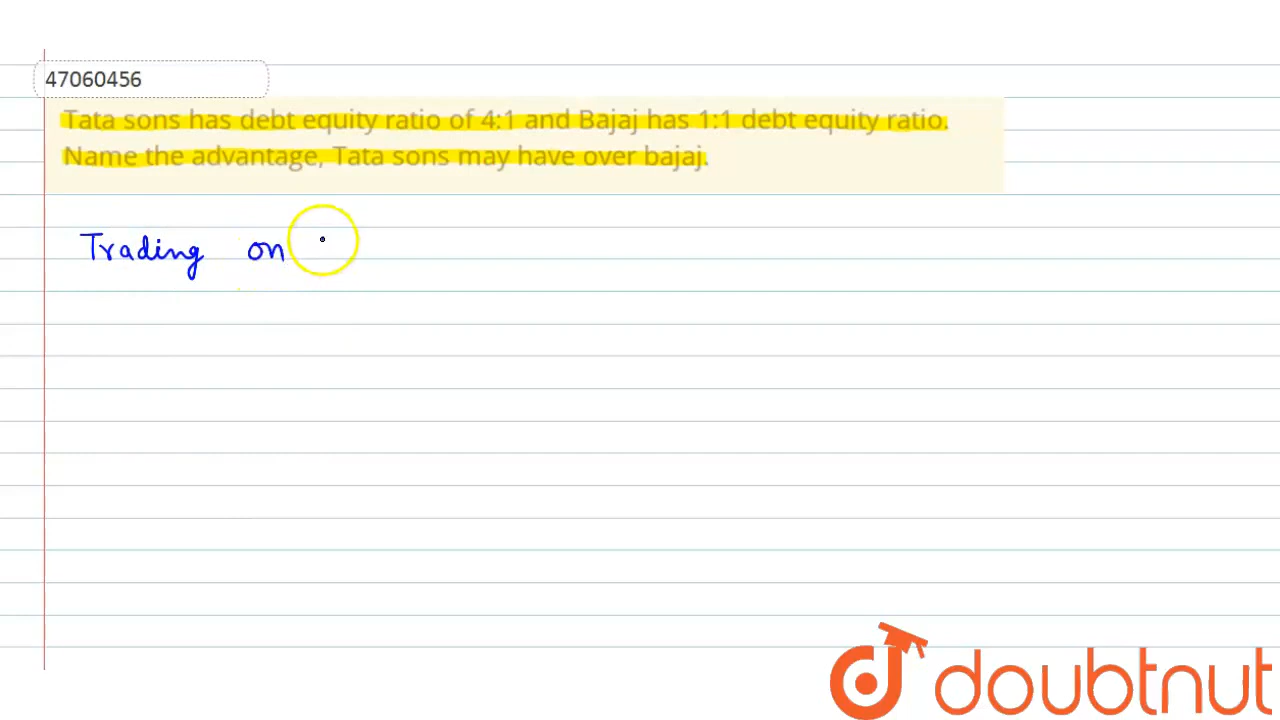 47060456
Tata sons has debt equity ratio of 4:1 and Bajaj has 1:1 debt equity ratio.
Name the advantage, Tata sons may have over bajaj.
Trading on
doubtnut